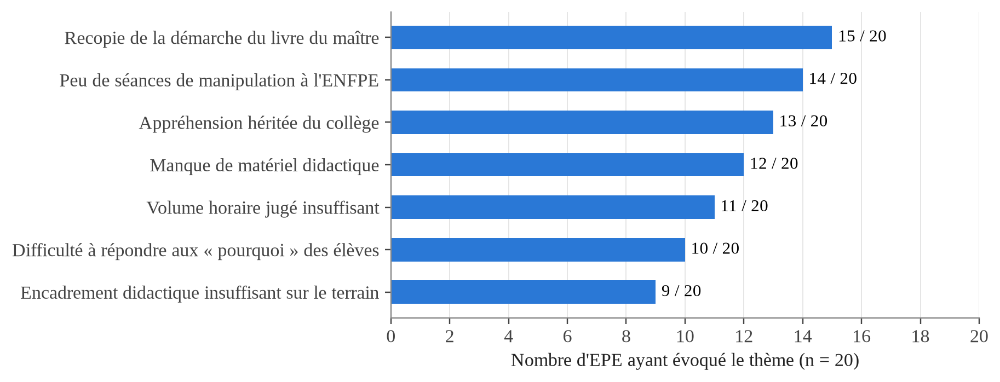 Recopie de la démarche du livre du maître 15 / 20
Peu de séances de manipulation à l'ENFPE 14 / 20
Appréhension héritée du collège 13 / 20
Manque de matériel didactique 12 / 20
Volume horaire jugé insuffisant 11 / 20
Difficulté à répondre aux « pourquoi » des élèves 10 / 20
Encadrement didactique insuffisant sur le terrain 9 / 20
0 2 4 6 8 10 12 14 16 18 20
Nombre d'EPE ayant évoqué le thème (n = 20)